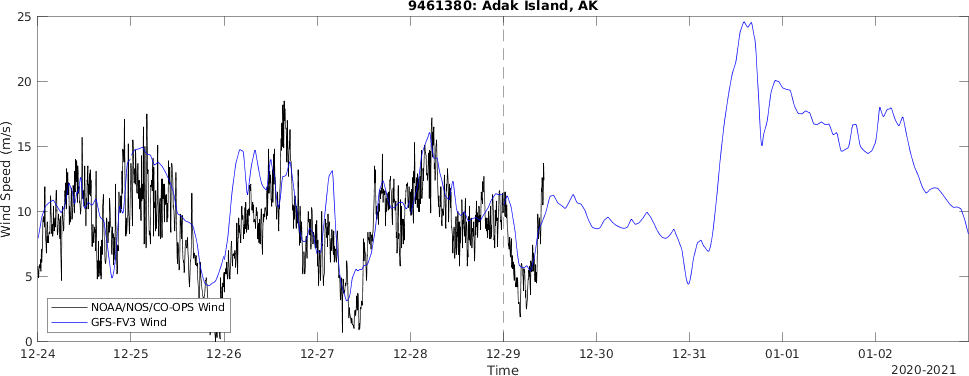 9461380: Adak Island, AK
Wind Speed (m/s)
25
20
15
10
5
0
NOAA/NOS/CO-OPS Wind
GFS-FV3 Wind
12-24 12-25 12-26 12-27 12-28 12-29 12-30 12-31 01-01 01-02
Time
2020-2021